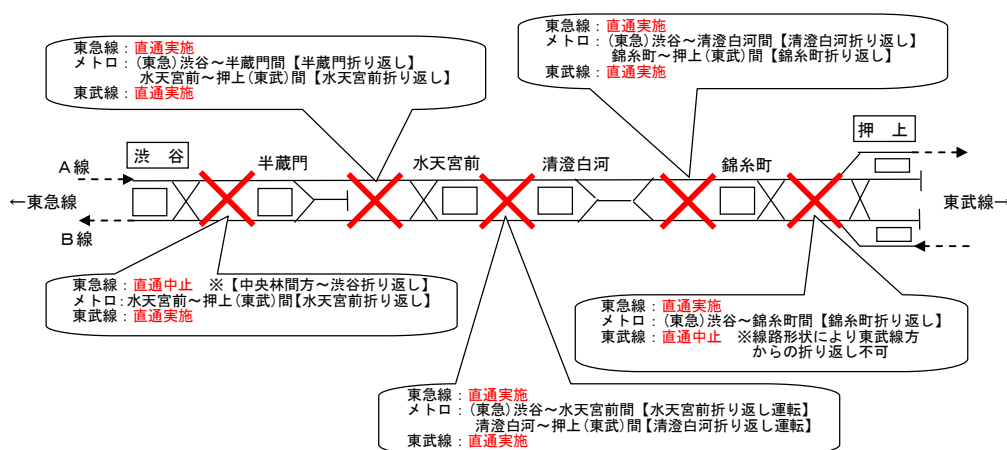 東急線：直通実施
メトロ：(東急)渋谷～半蔵門間【半蔵門折り返し】
水天宮前～押上(東武)間【水天宮前折り返し】
東武線：直通実施
東急線：直通実施
メトロ：(東急)渋谷～清澄白河間【清澄白河折り返し】
錦糸町～押上(東武)間【錦糸町折り返し】
東武線：直通実施
渋　谷
半蔵門
水天宮前
清澄白河
錦糸町
押　上
Ａ線
←東急線
東武線→
Ｂ線
東急線：直通中止　※【中央林間方～渋谷折り返し】
メトロ：水天宮前～押上(東武)間【水天宮前折り返し】
東武線：直通実施
東急線：直通実施
メトロ：(東急)渋谷～錦糸町間【錦糸町折り返し】
東武線：直通中止　※線路形状により東武線方
からの折り返し不可
東急線：直通実施
メトロ：(東急)渋谷～水天宮前間【水天宮前折り返し運転】
清澄白河～押上(東武)間【清澄白河折り返し運転】
東武線：直通実施